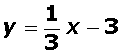 y = 1/3 x - 3